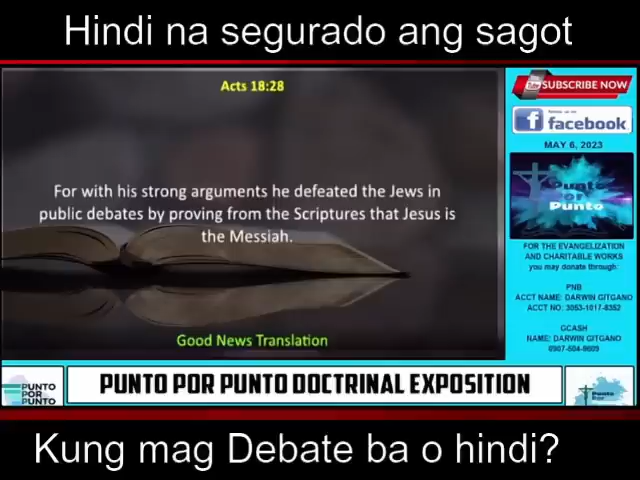 Hindi na segurado ang sagot
Acts 18:28
For with his strong arguments he defeated the Jews in
public debates by proving from the Scriptures that Jesus is
the Messiah.
Good News Translation
SUBSCRIBE NOW
facebook
MAY 6, 2023
Punto
Por
Punto
FOR THE EVANGELIZATION
AND CHARITABLE WORKS
you may donate through:
PNB
ACCT NAME: DARWIN GITGANO
ACCT NO: 3053-1017-8352
GCASH
NAME: DARWIN GITGANO
0907-504-8609
PUNTO
POR
PUNTO
PUNTO POR PUNTO DOCTRINAL EXPOSITION
Punto
Por
Kung mag Debate ba o hindi?